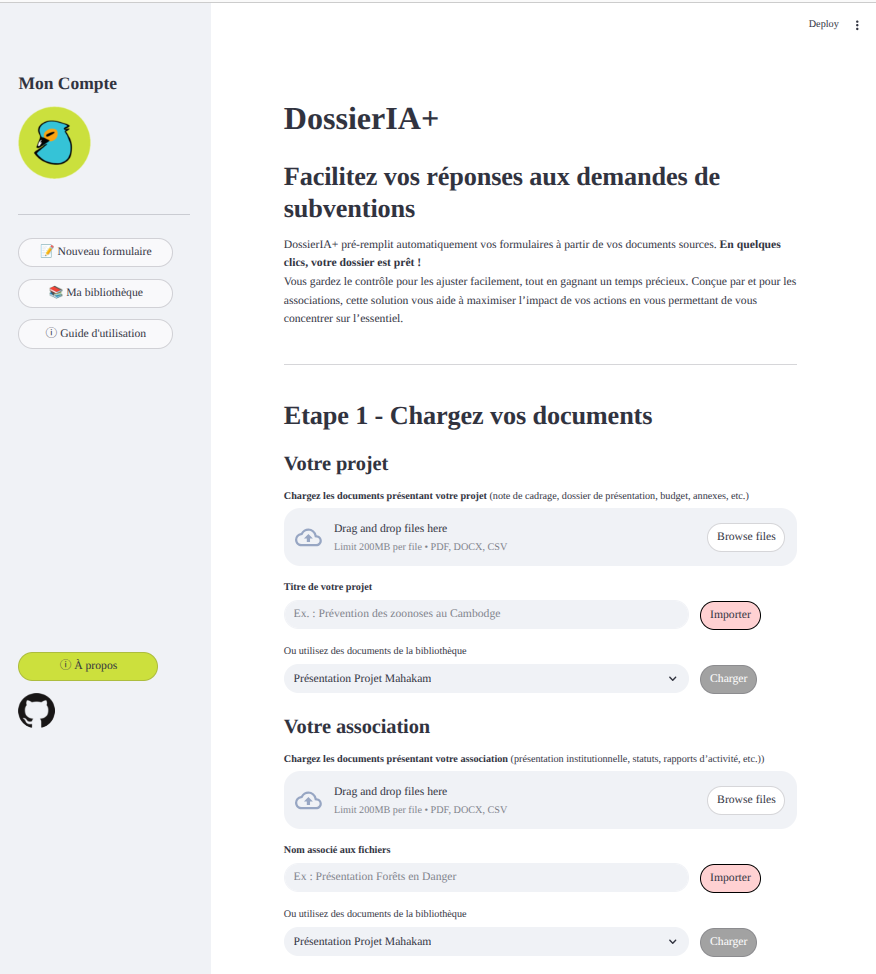 Deploy
Mon Compte
Nouveau formulaire
Ma bibliothèque
Guide d'utilisation
À propos
DossierIA+
Facilitez vos réponses aux demandes de
subventions
DossierIA+ pré-remplit automatiquement vos formulaires à partir de vos documents sources. En quelques
clics, votre dossier est prêt !
Vous gardez le contrôle pour les ajuster facilement, tout en gagnant un temps précieux. Conçue par et pour les
associations, cette solution vous aide à maximiser l’impact de vos actions en vous permettant de vous
concentrer sur l’essentiel.
Etape 1 - Chargez vos documents
Votre projet
Chargez les documents présentant votre projet (note de cadrage, dossier de présentation, budget, annexes, etc.)
Drag and drop files here
Limit 200MB per file • PDF, DOCX, CSV
Browse files
Titre de votre projet
Ex. : Prévention des zoonoses au Cambodge
Importer
Ou utilisez des documents de la bibliothèque
Présentation Projet Mahakam
Charger
Votre association
Chargez les documents présentant votre association (présentation institutionnelle, statuts, rapports d’activité, etc.))
Drag and drop files here
Limit 200MB per file • PDF, DOCX, CSV
Browse files
Nom associé aux fichiers
Ex : Présentation Forêts en Danger
Importer
Ou utilisez des documents de la bibliothèque
Présentation Projet Mahakam
Charger